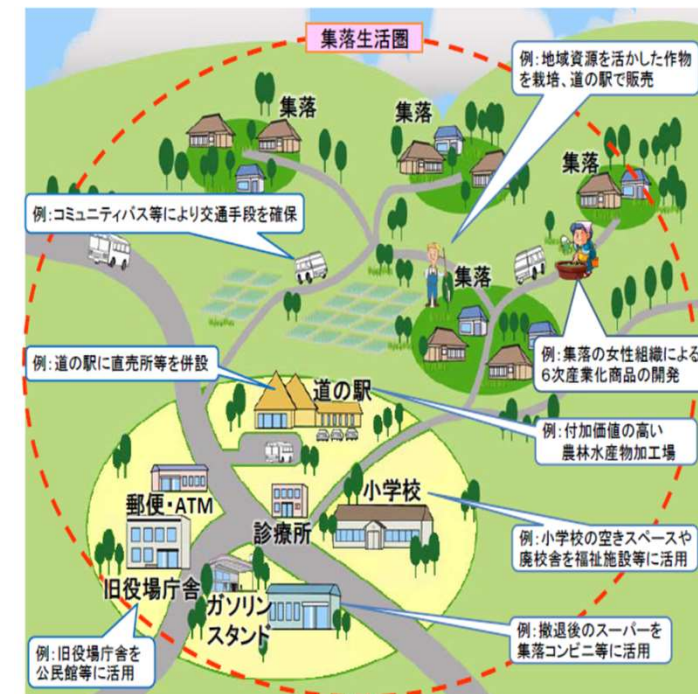 集落生活圏
例：地域資源を活かした作物
を栽培、道の駅で販売
集落
集落
集落
例：コミュニティバス等により交通手段を確保
集落
例：集落の女性組織による
６次産業化商品の開発
例：道の駅に直売所等を併設
道の駅
例：付加価値の高い
農林水産物加工場
郵便・ATM
小学校
診療所
例：小学校の空きスペースや
廃校舎を福祉施設等に活用
旧役場庁舎
ガソリン
スタンド
例：撤退後のスーパーを
集落コンビニ等に活用
例：旧役場庁舎を
公民館等に活用